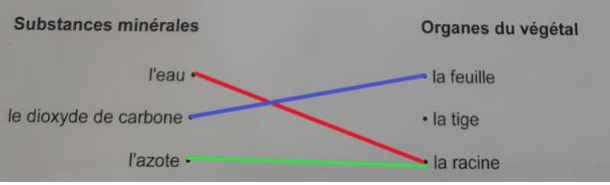 Substances minérales
Organes du végétal
l'eau
la feuille
le dioxyde de carbone
la tige
l'azote
la racine